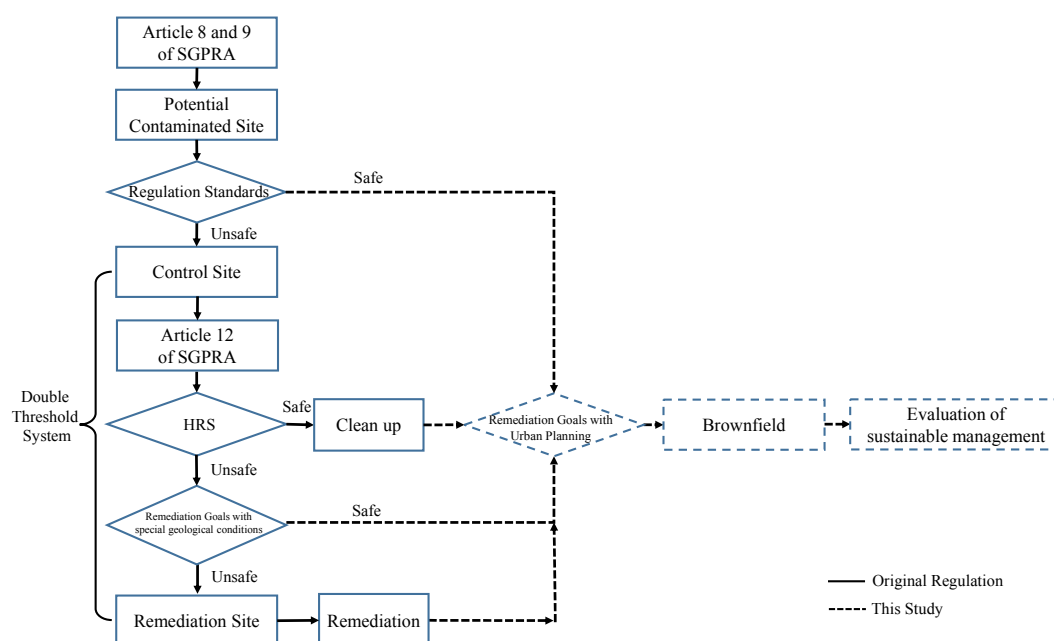 Article 8 and 9
of SGPRA
Potential
Contaminated Site
Regulation Standards
Safe
Unsafe
Control Site
Article 12
of SGPRA
Double
Threshold
System
HRS
Safe
Clean up
Remediation Goals with
Urban Planning
Brownfield
Evaluation of
sustainable management
Unsafe
Remediation Goals with
special geological conditions
Safe
Unsafe
Remediation Site
Remediation
Original Regulation
This Study